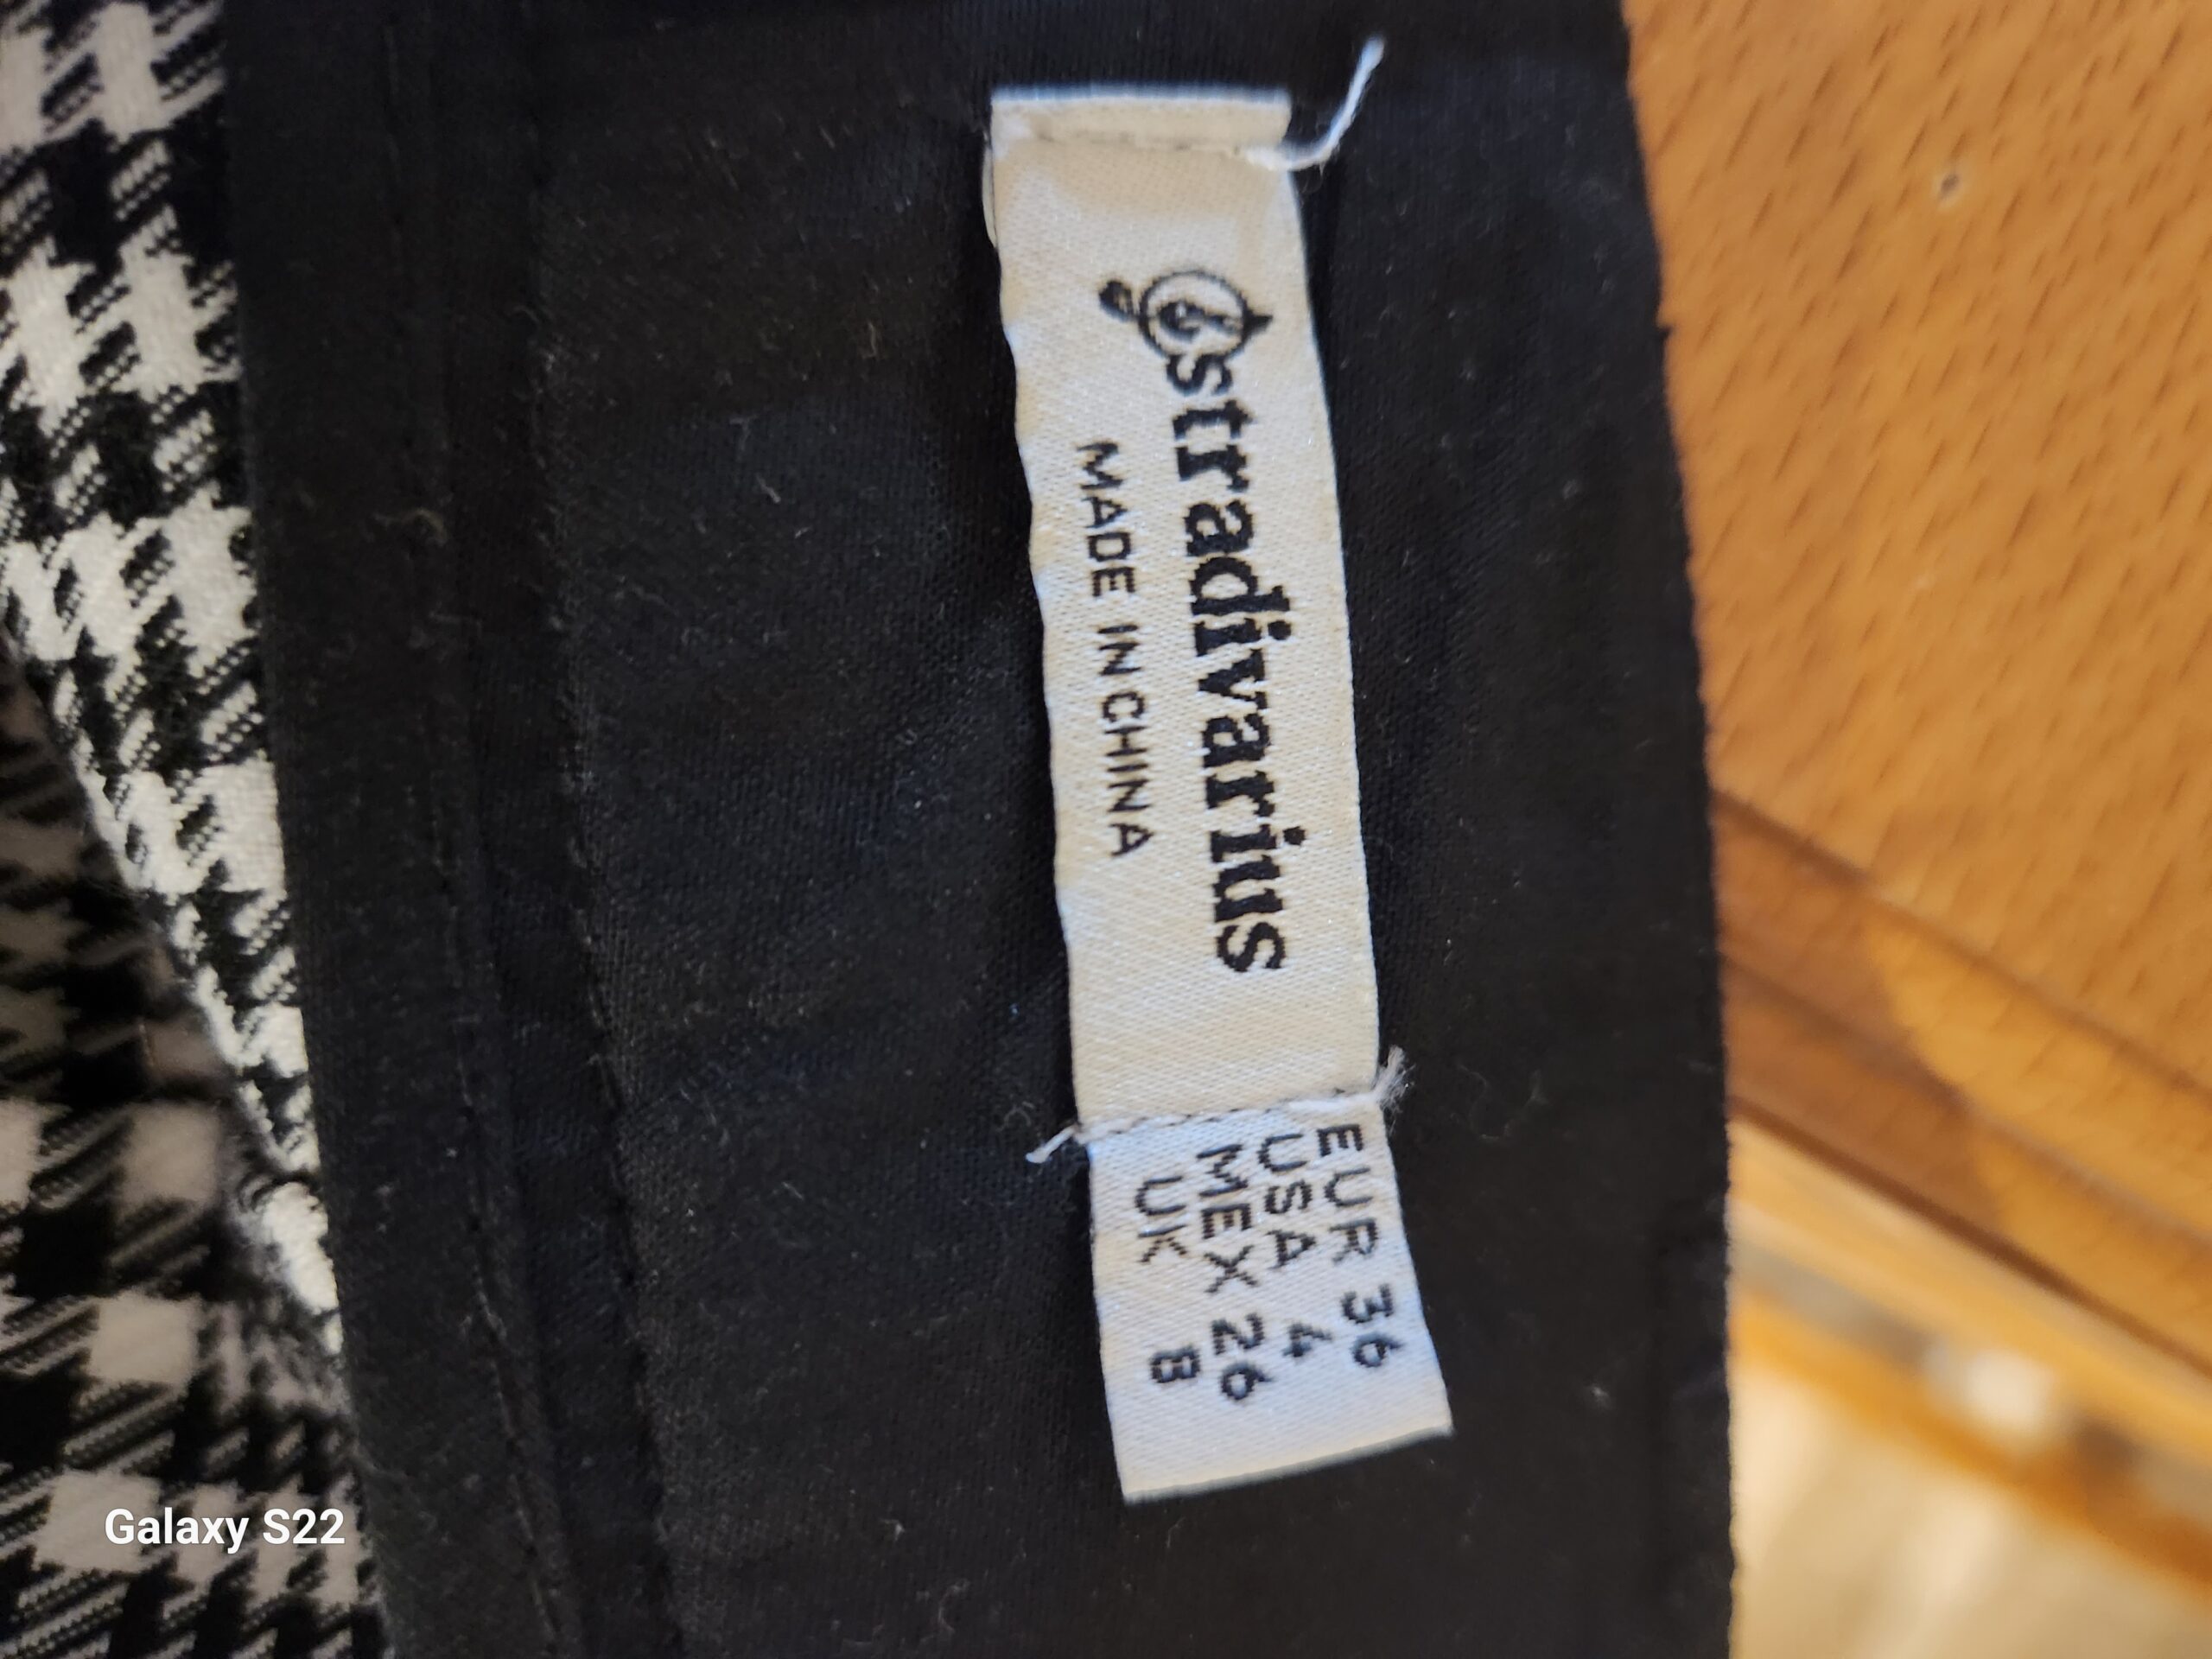 stradivarius
MADE IN CHINA
EUR 36
USA 4
MEX 26
UK 8
Galaxy S22